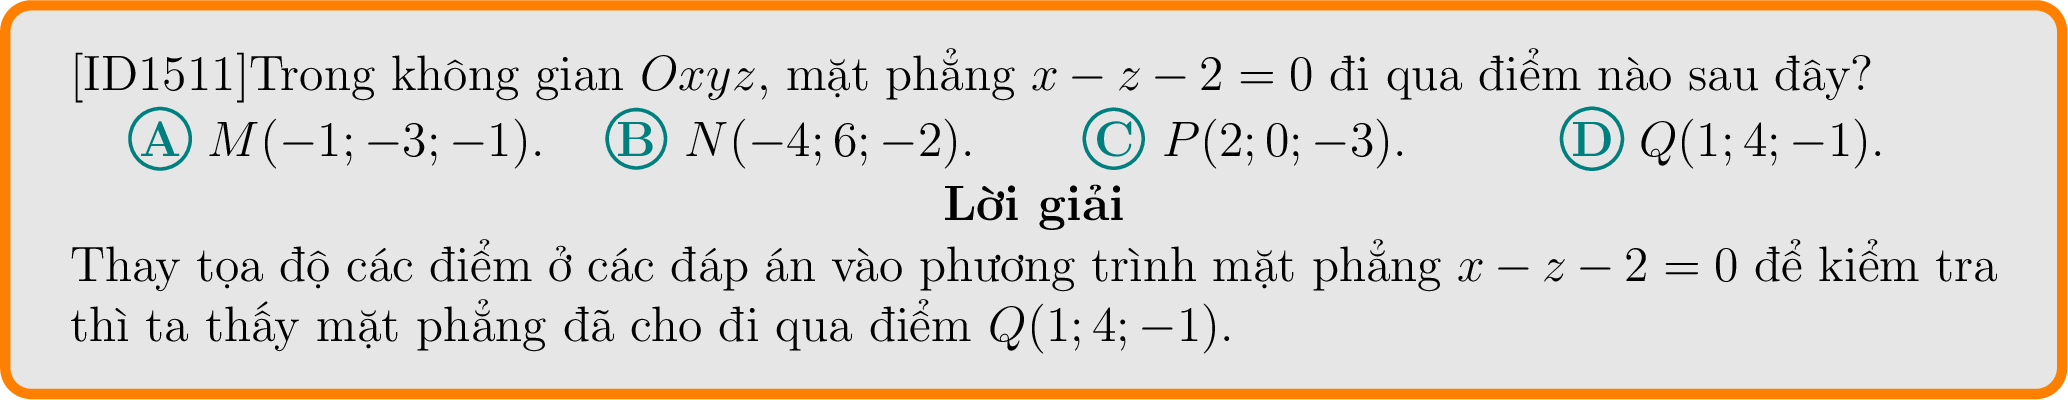 [ID1511]Trong không gian Oxyz, mặt phẳng x − z − 2 = 0 đi qua điểm nào sau đây?
A M(−1; −3; −1). B N(−4; 6; −2). C P(2; 0; −3). D Q(1; 4; −1).
Lời giải
Thay tọa độ các điểm ở các đáp án vào phương trình mặt phẳng x − z − 2 = 0 để kiểm tra
thì ta thấy mặt phẳng đã cho đi qua điểm Q(1; 4; −1).